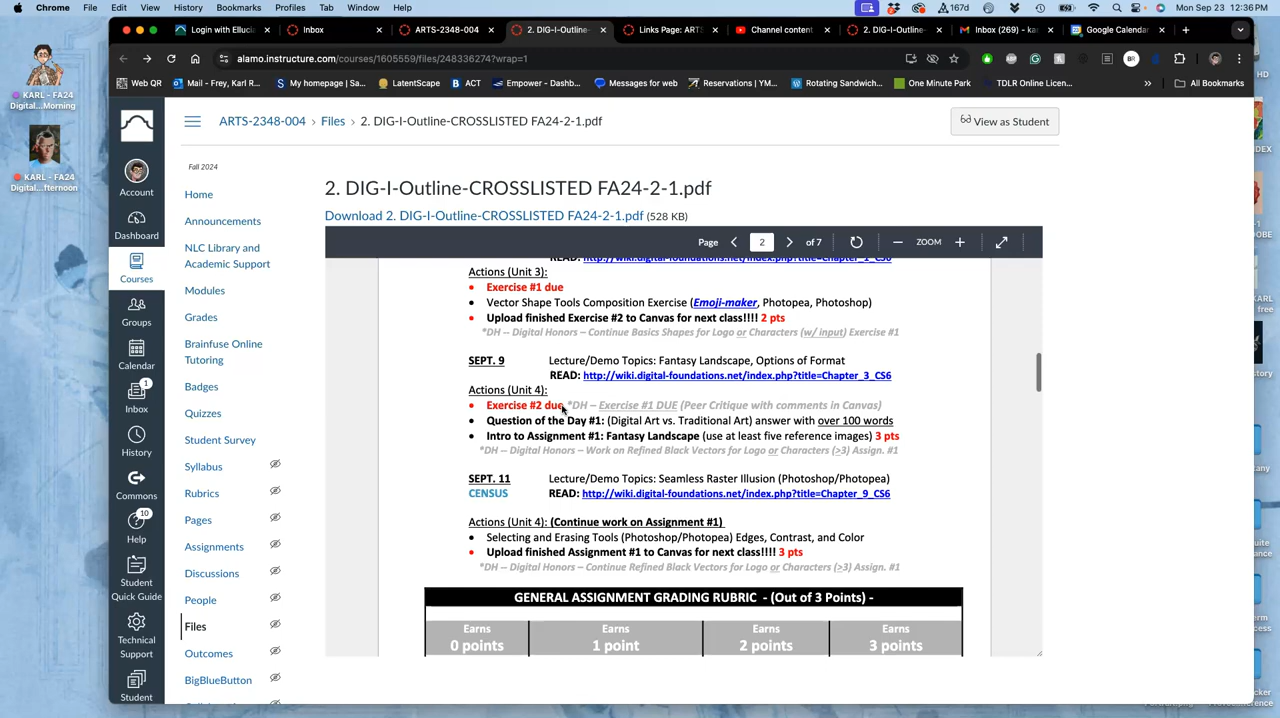 Chrome File Edit View History Bookmarks Profiles Tab Window Help 167d Mon Sep 23 12:36 PM
Login with Ellucia Inbox ARTS-2348-004 2. DIG-I-Outline- Links Page: ART Channel content 2. DIG-I-Outline- Inbox (269) - ka Google Calendar
alamo.instructure.com/courses/1605559/files/248336274?wrap=1
Web QR Mail - Frey, Karl R... My homepage | Sa... LatentScape ACT Empower - Dashb... Messages for web Reservations | YM... Rotating Sandwich... One Minute Park TDLR Online Licen... All Bookmarks
KARL - FA24
Digital...Morning
KARL - FA24
Digital...fternoon
ARTS-2348-004 › Files › 2. DIG-I-Outline-CROSSLISTED FA24-2-1.pdf
View as Student
Account
Dashboard
Courses
Groups
Calendar
1
Inbox
History
Commons
10
Help
Student
Quick Guide
Technical
Support
Student
Fall 2024
Home
Announcements
NLC Library and
Academic Support
Modules
Grades
Brainfuse Online
Tutoring
Badges
Quizzes
Student Survey
Syllabus
Rubrics
Pages
Assignments
Discussions
People
Files
Outcomes
BigBlueButton
2. DIG-I-Outline-CROSSLISTED FA24-2-1.pdf
Download 2. DIG-I-Outline-CROSSLISTED FA24-2-1.pdf (528 KB)
Page 2 of 7 ZOOM
READ: http://wiki.digital-foundations.net/index.php?title=Chapter_1_CS6
Actions (Unit 3):
• Exercise #1 due
• Vector Shape Tools Composition Exercise (Emoji-maker, Photopea, Photoshop)
• Upload finished Exercise #2 to Canvas for next class!!!! 2 pts
*DH -- Digital Honors – Continue Basics Shapes for Logo or Characters (w/ input) Exercise #1
SEPT. 9 Lecture/Demo Topics: Fantasy Landscape, Options of Format
READ: http://wiki.digital-foundations.net/index.php?title=Chapter_3_CS6
Actions (Unit 4):
• Exercise #2 due *DH – Exercise #1 DUE (Peer Critique with comments in Canvas)
• Question of the Day #1: (Digital Art vs. Traditional Art) answer with over 100 words
• Intro to Assignment #1: Fantasy Landscape (use at least five reference images) 3 pts
*DH -- Digital Honors – Work on Refined Black Vectors for Logo or Characters (>3) Assign. #1
SEPT. 11 Lecture/Demo Topics: Seamless Raster Illusion (Photoshop/Photopea)
CENSUS READ: http://wiki.digital-foundations.net/index.php?title=Chapter_9_CS6
Actions (Unit 4): (Continue work on Assignment #1)
• Selecting and Erasing Tools (Photoshop/Photopea) Edges, Contrast, and Color
• Upload finished Assignment #1 to Canvas for next class!!!! 3 pts
*DH -- Digital Honors – Continue Refined Black Vectors for Logo or Characters (>3) Assign. #1
GENERAL ASSIGNMENT GRADING RUBRIC - (Out of 3 Points) -
Earns Earns Earns Earns
0 points 1 point 2 points 3 points